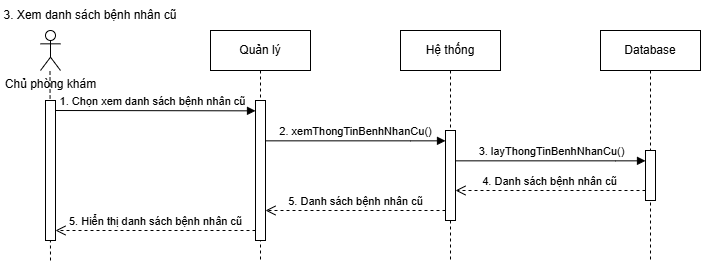 3. Xem danh sách bệnh nhân cũ
Quản lý
Hệ thống
Database
Chủ phòng khám
1. Chọn xem danh sách bệnh nhân cũ
2. xemThongTinBenhNhanCu()
3. layThongTinBenhNhanCu()
4. Danh sách bệnh nhân cũ
5. Danh sách bệnh nhân cũ
5. Hiển thị danh sách bệnh nhân cũ